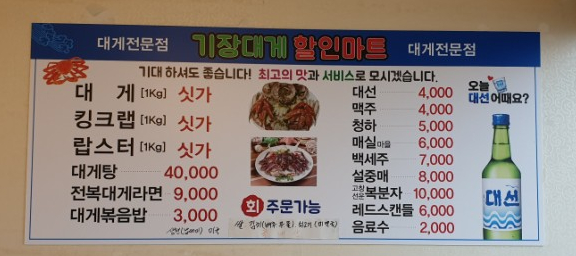 대게전문점 기장대게 할인마트 대게전문점
기대 하셔도 좋습니다! 최고의 맛과 서비스로 모시겠습니다.
대 게 [1Kg] 싯가
킹크랩 [1Kg] 싯가
랍스터 [1Kg] 싯가
대게탕 40,000
전복대게라면 9,000
대게볶음밥 3,000
회 주문가능
대선 4,000
맥주 4,000
청하 5,000
매실마을 6,000
백세주 7,000
설중매 8,000
고창선운 복분자 10,000
레드스캔들 6,000
음료수 2,000
오늘
대선 어때요?
대선